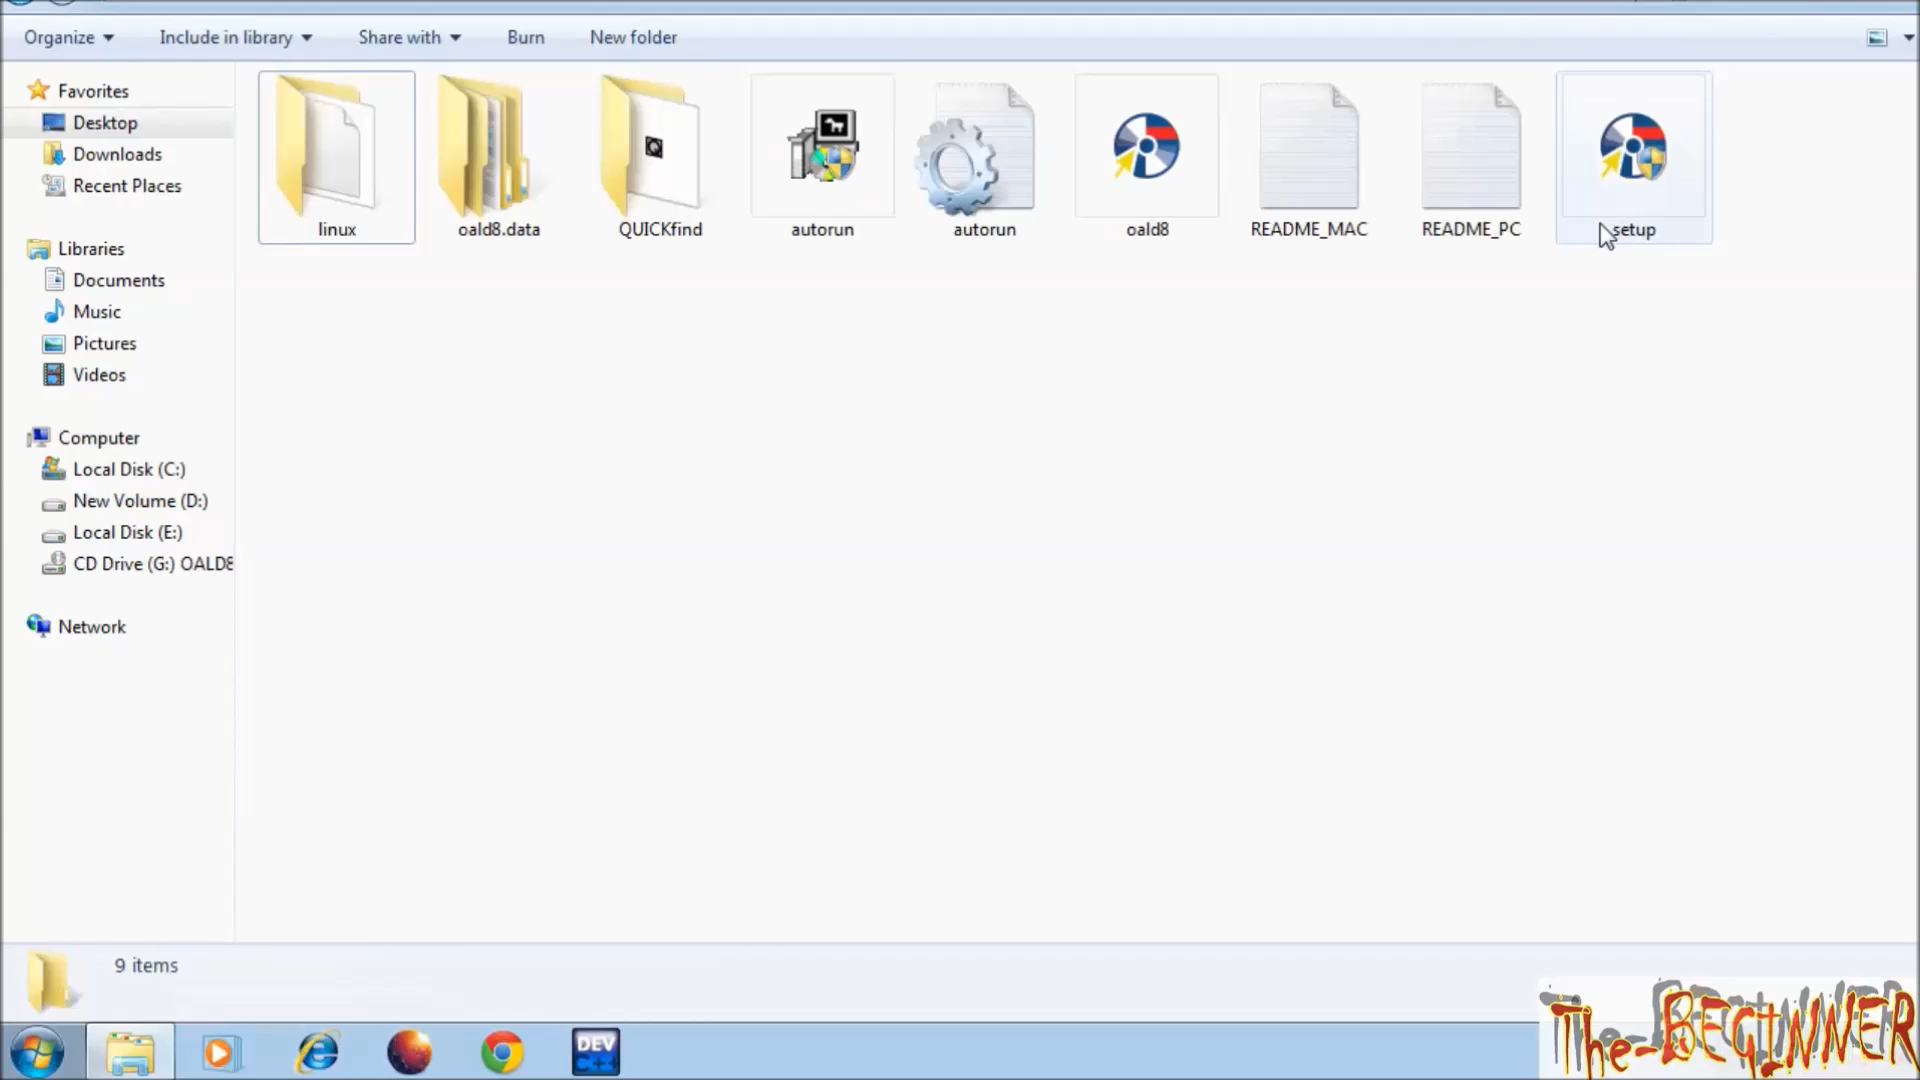 Organize Include in library Share with Burn New folder
Favorites
Desktop
Downloads
Recent Places
Libraries
Documents
Music
Pictures
Videos
Computer
Local Disk (C:)
New Volume (D:)
Local Disk (E:)
CD Drive (G:) OALD8
Network
linux oald8.data QUICKfind autorun autorun oald8 README_MAC README_PC setup
9 items
DEV
C++
The-BEGINNER